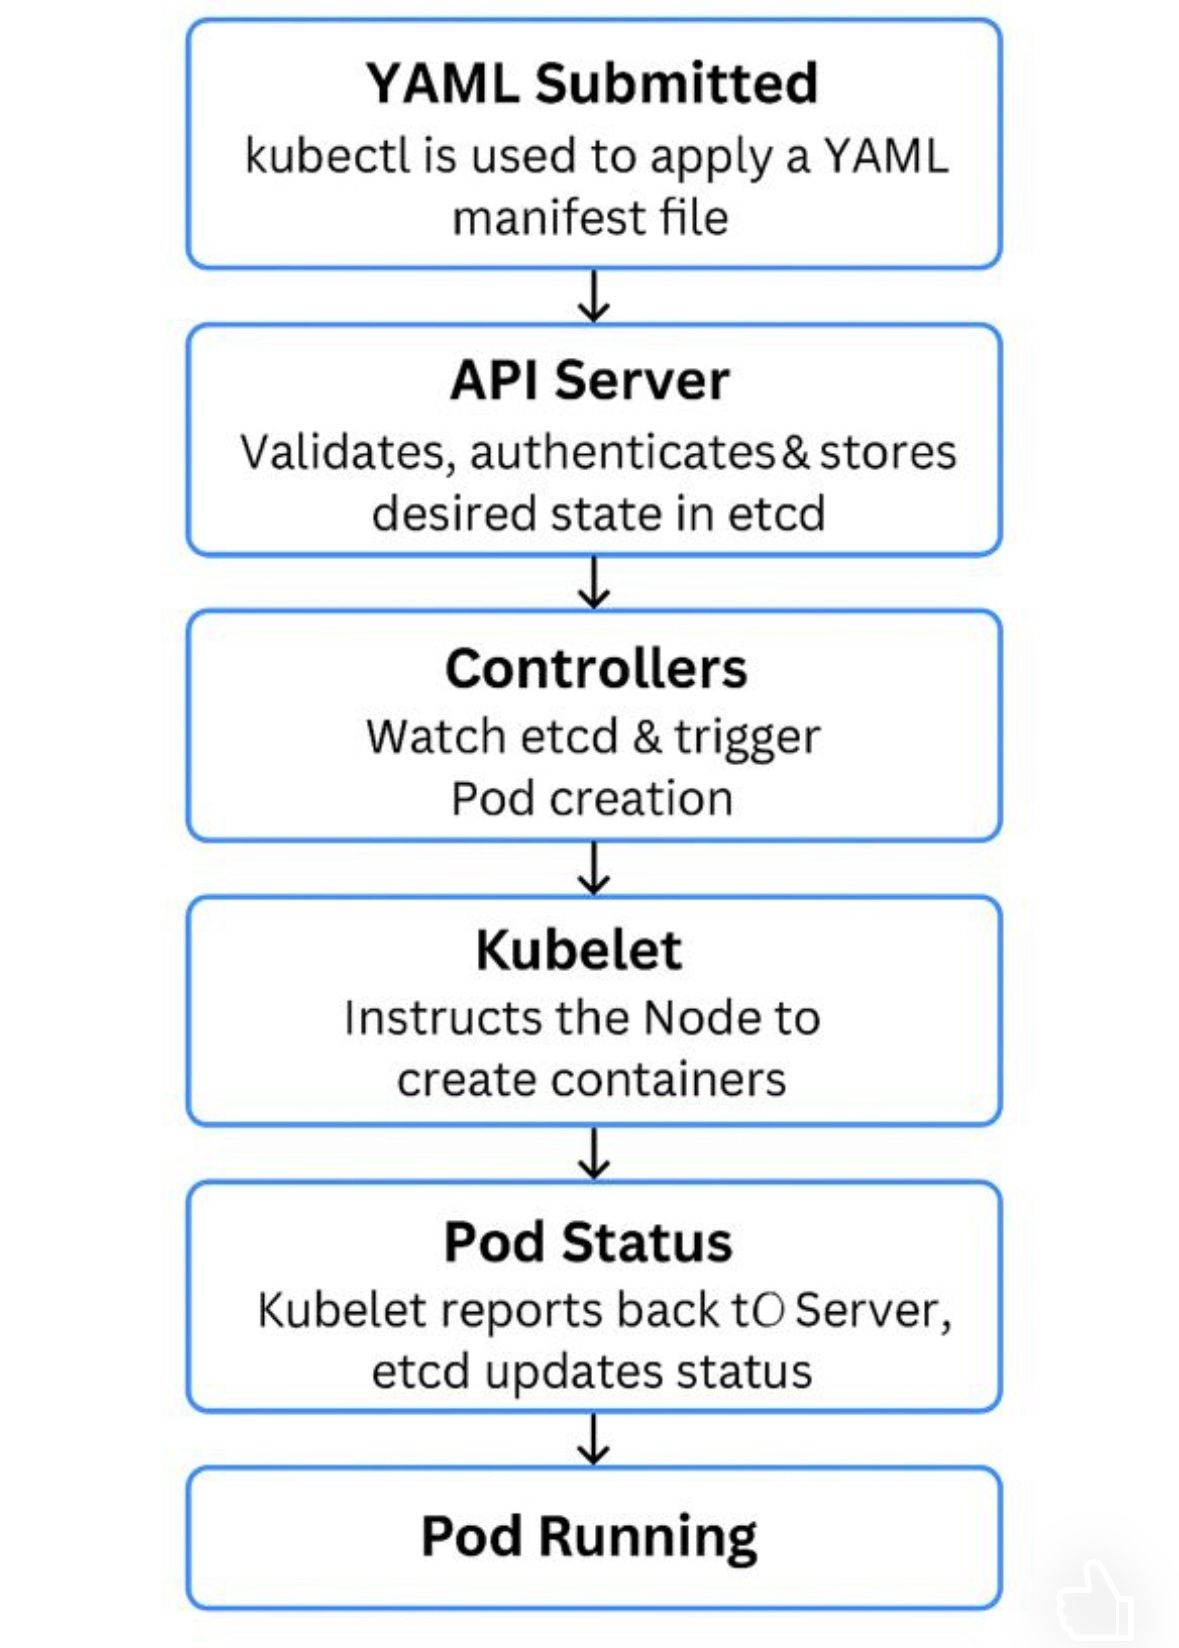 YAML Submitted
kubectl is used to apply a YAML
manifest file
API Server
Validates, authenticates & stores
desired state in etcd
Controllers
Watch etcd & trigger
Pod creation
Kubelet
Instructs the Node to
create containers
Pod Status
Kubelet reports back tO Server,
etcd updates status
Pod Running